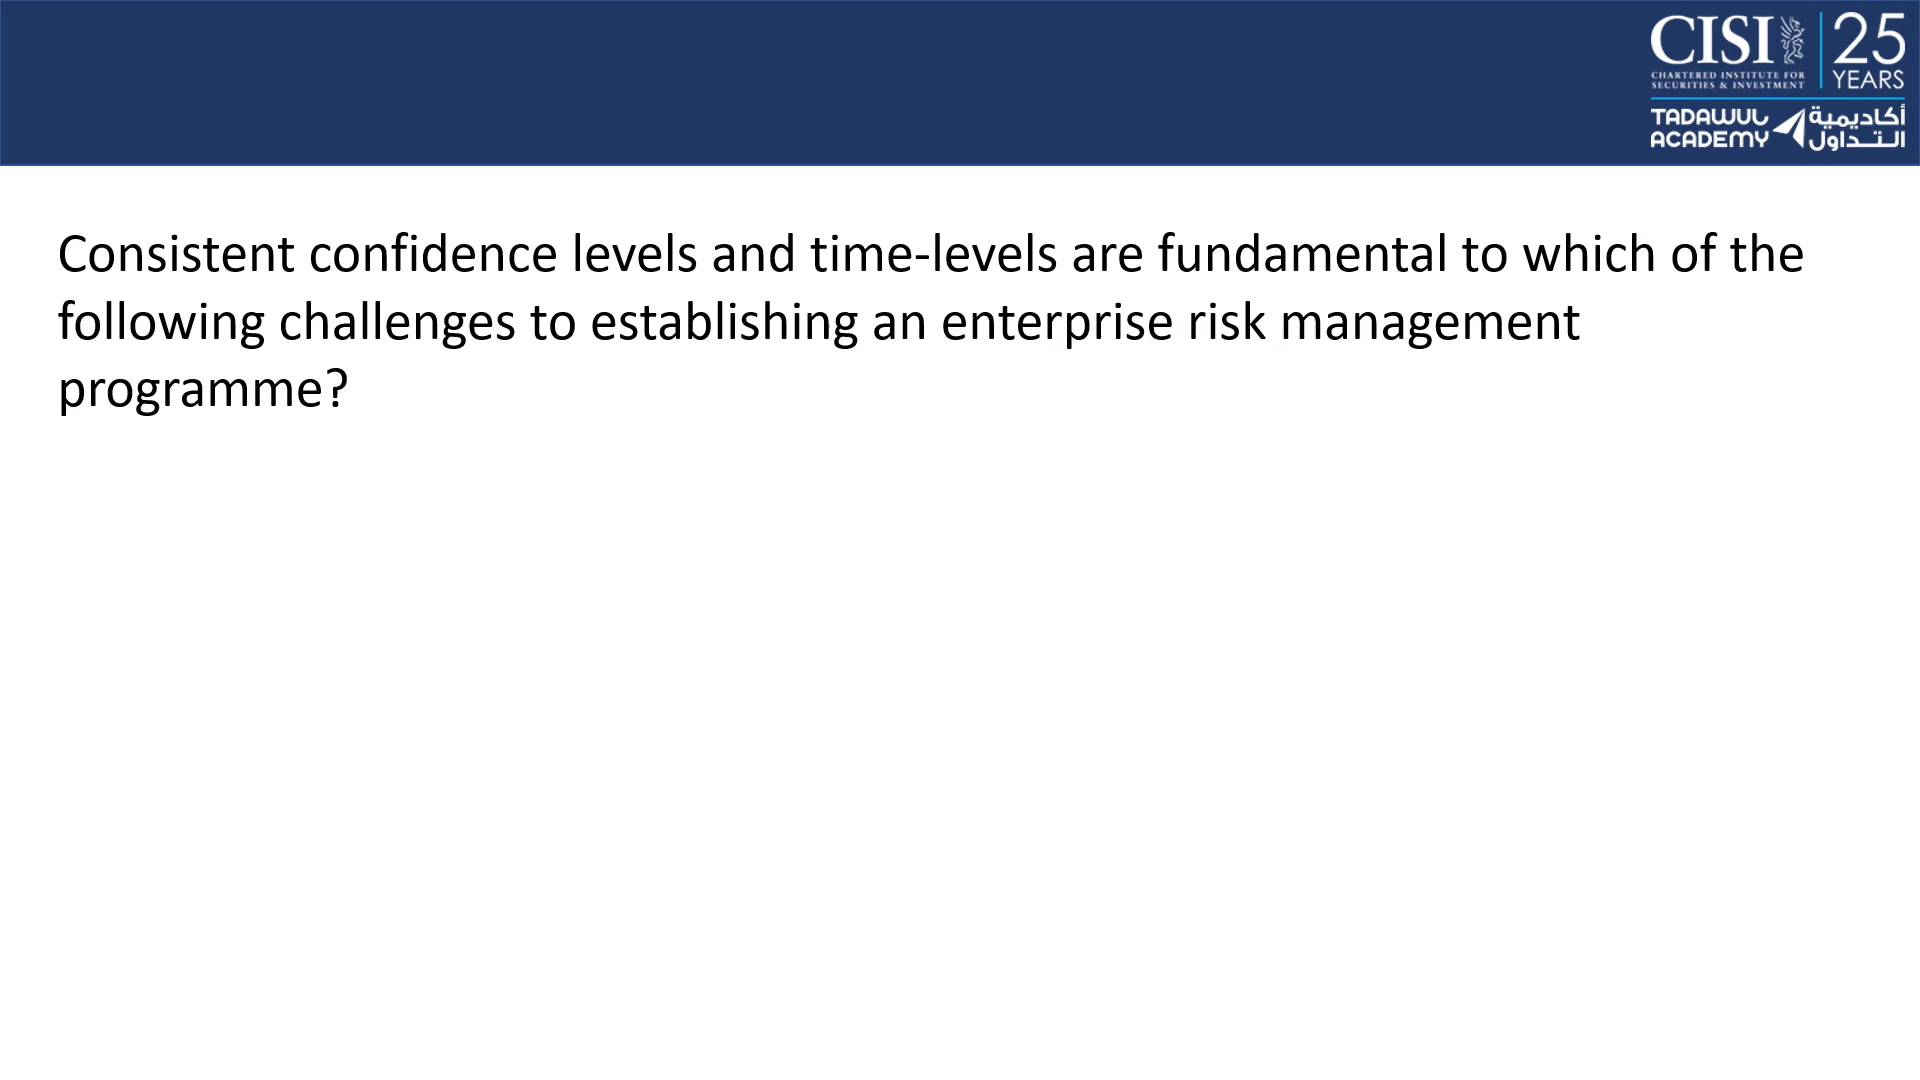 CISI
CHARTERED INSTITUTE FOR
SECURITIES & INVESTMENT
25
YEARS
TADAWUL
ACADEMY
أكاديمية
التداول
Consistent confidence levels and time-levels are fundamental to which of the
following challenges to establishing an enterprise risk management
programme?